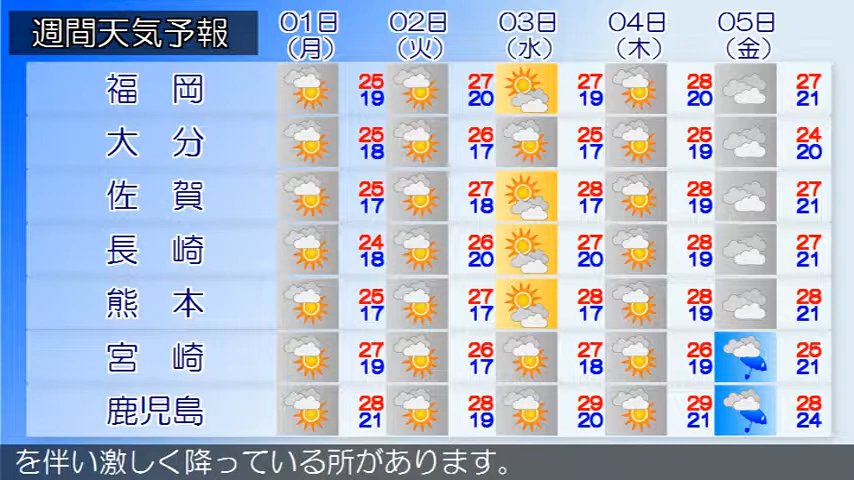 週間天気予報 01日 02日 03日 04日 05日
(月) (火) (水) (木) (金)
福岡 25 27 27 28 27
19 20 19 20 21
大分 25 26 25 25 24
18 17 17 19 20
佐賀 25 27 28 28 27
17 18 17 19 21
長崎 24 26 27 28 27
18 20 20 19 21
熊本 25 27 28 28 28
17 17 17 19 21
宮崎 27 26 27 26 25
19 17 18 19 21
鹿児島 28 28 29 29 28
21 19 20 21 24
を伴い激しく降っている所があります。